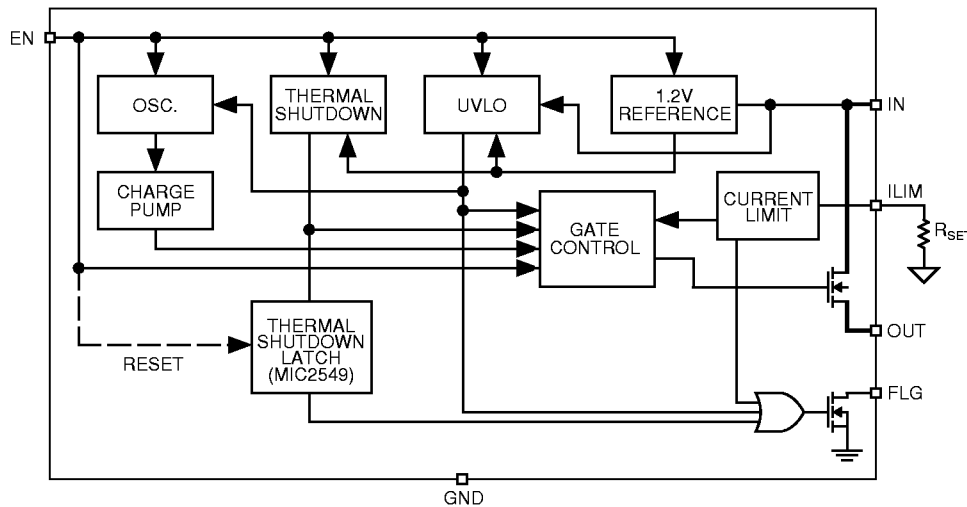 EN
OSC.
THERMAL
SHUTDOWN
UVLO
1.2V
REFERENCE
IN
CHARGE
PUMP
GATE
CONTROL
CURRENT
LIMIT
ILIM
RSET
THERMAL
SHUTDOWN
LATCH
(MIC2549)
RESET
OUT
FLG
GND